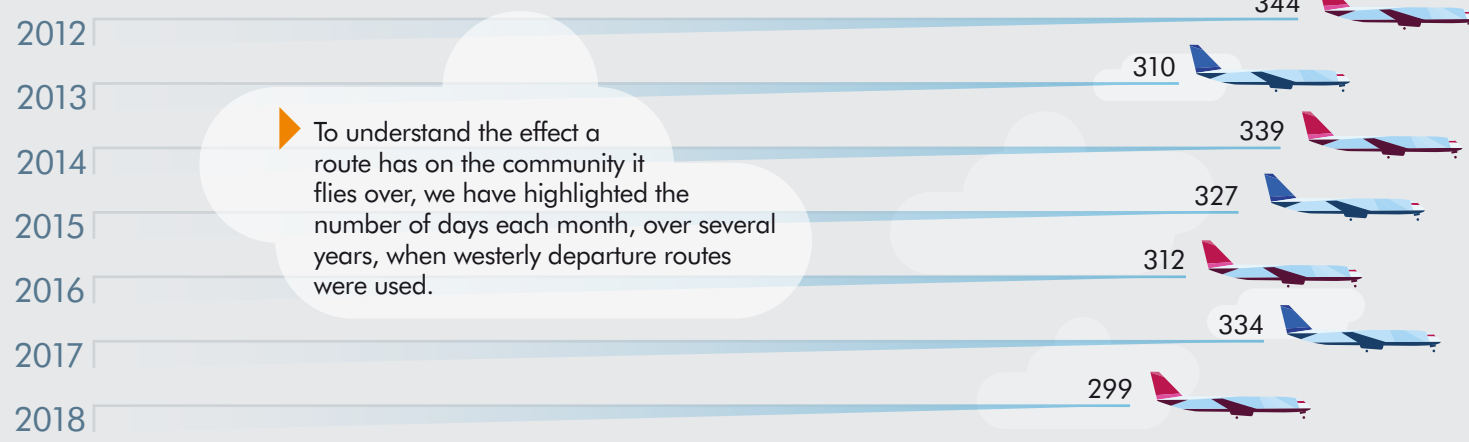 344
2012
310
2013
339
2014
327
2015
312
2016
334
2017
299
2018
To understand the effect a
route has on the community it
flies over, we have highlighted the
number of days each month, over several
years, when westerly departure routes
were used.